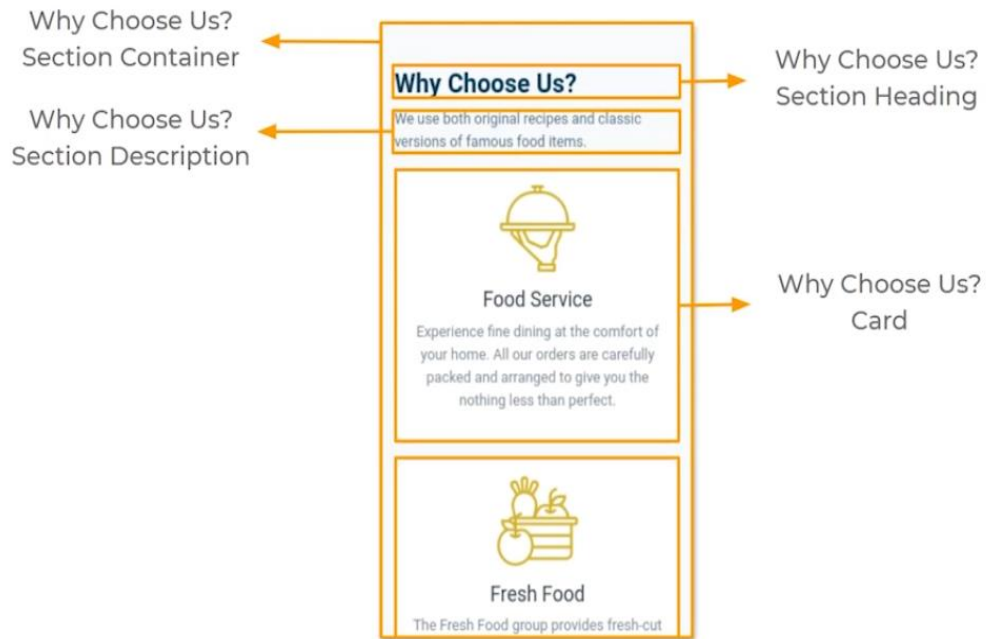 Why Choose Us?
Section Container
Why Choose Us?
Section Description
Why Choose Us?
We use both original recipes and classic
versions of famous food items.
Why Choose Us?
Section Heading
Food Service
Experience fine dining at the comfort of
your home. All our orders are carefully
packed and arranged to give you the
nothing less than perfect.
Why Choose Us?
Card
Fresh Food
The Fresh Food group provides fresh-cut